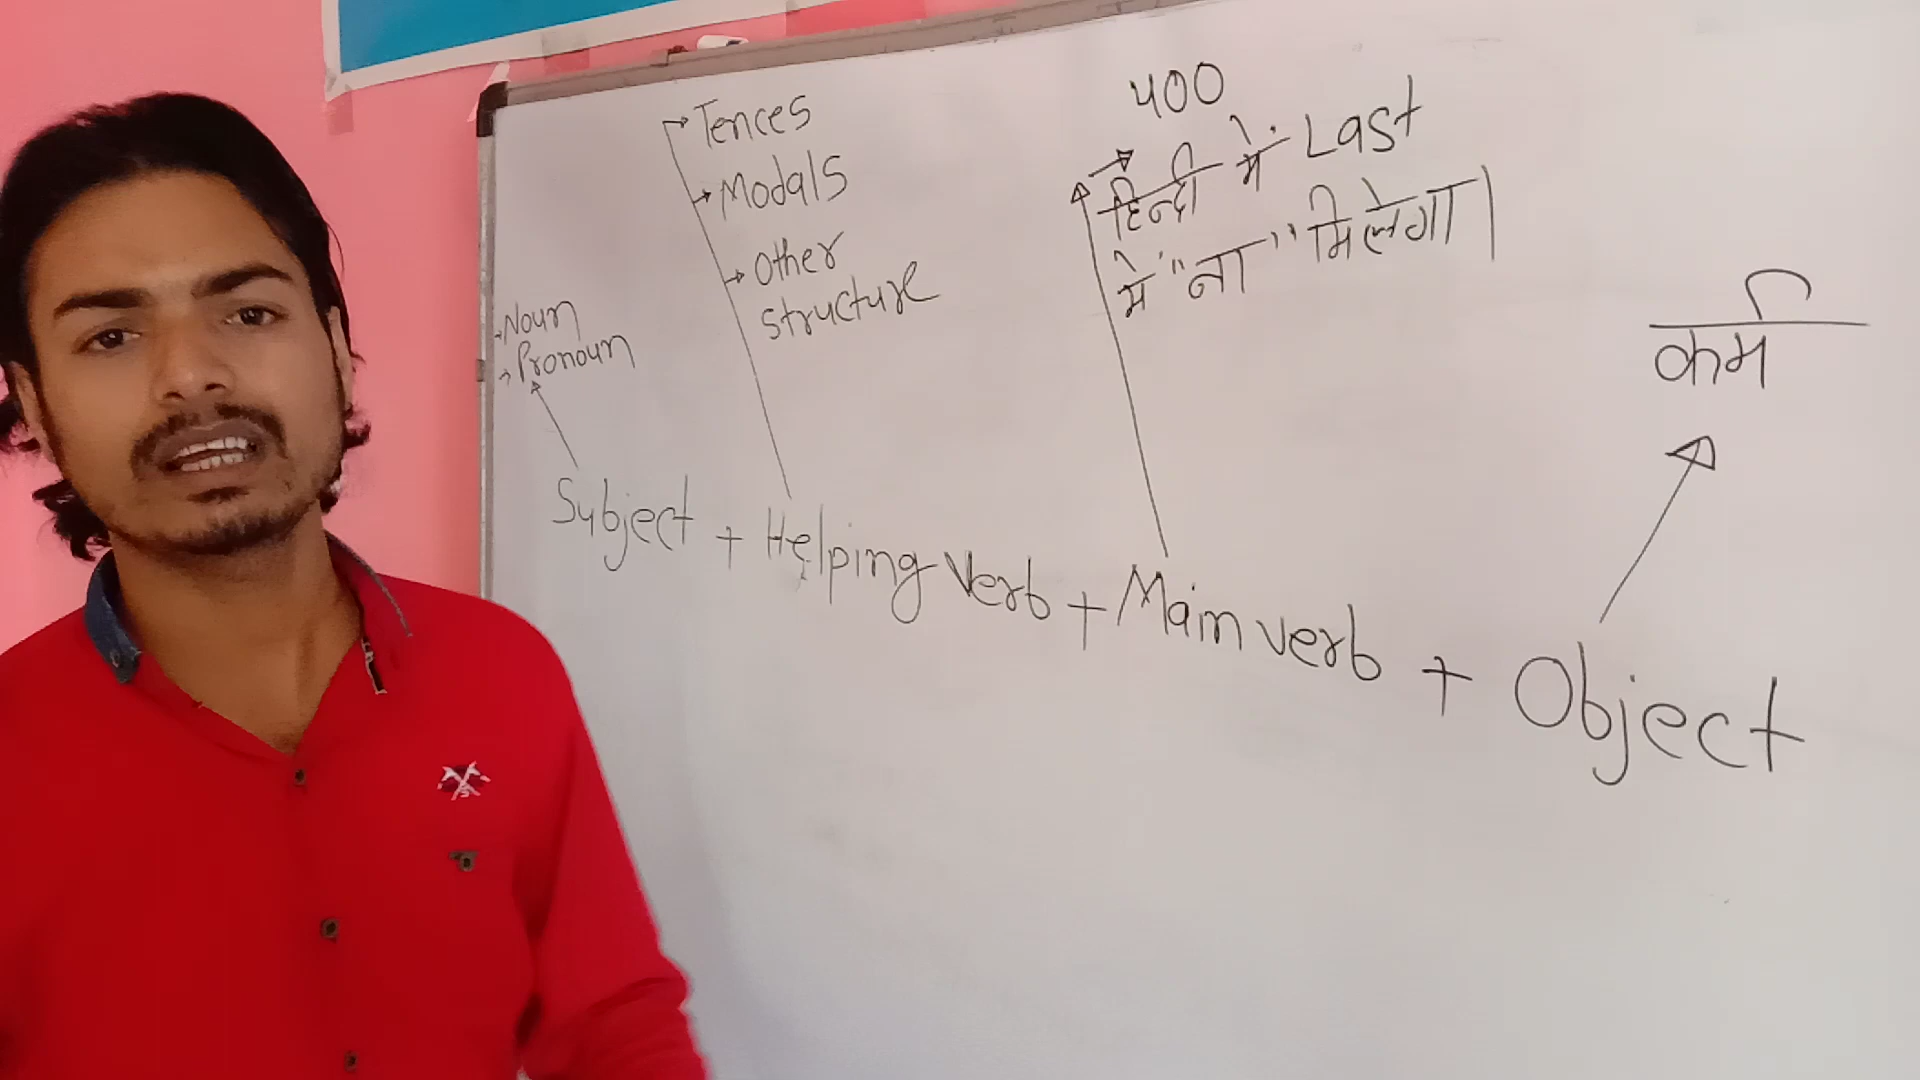 Tences
Modals
Other
structure
Noun
Pronoun
400
हिन्दी में Last
में "ना" मिलेगा।
कर्म
Subject + Helping Verb + Main verb + Object